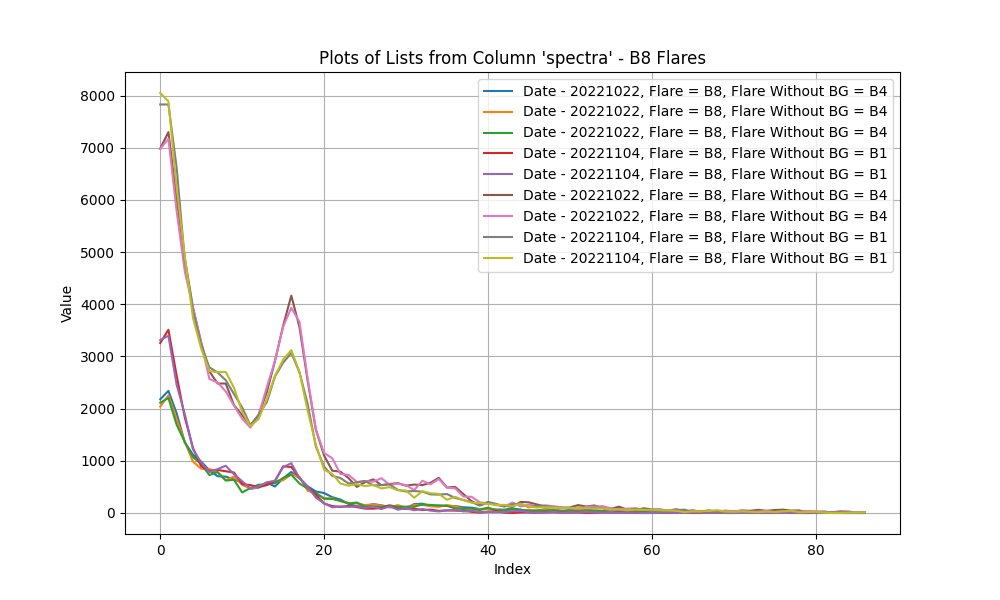 Plots of Lists from Column 'spectra' - B8 Flares
Date - 20221022, Flare = B8, Flare Without BG = B4
Date - 20221022, Flare = B8, Flare Without BG = B4
Date - 20221022, Flare = B8, Flare Without BG = B4
Date - 20221104, Flare = B8, Flare Without BG = B1
Date - 20221104, Flare = B8, Flare Without BG = B1
Date - 20221022, Flare = B8, Flare Without BG = B4
Date - 20221022, Flare = B8, Flare Without BG = B4
Date - 20221104, Flare = B8, Flare Without BG = B1
Date - 20221104, Flare = B8, Flare Without BG = B1
8000
7000
6000
5000
4000
3000
2000
1000
0
Value
0 20 40 60 80
Index